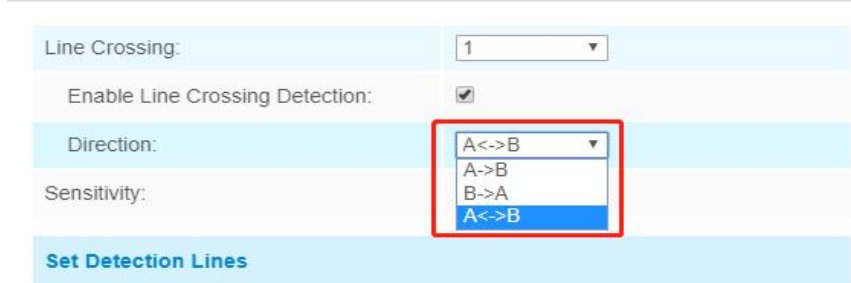 Line Crossing: 1
Enable Line Crossing Detection:
Direction: A<->B
A->B
B->A
Sensitivity:
A<->B
Set Detection Lines